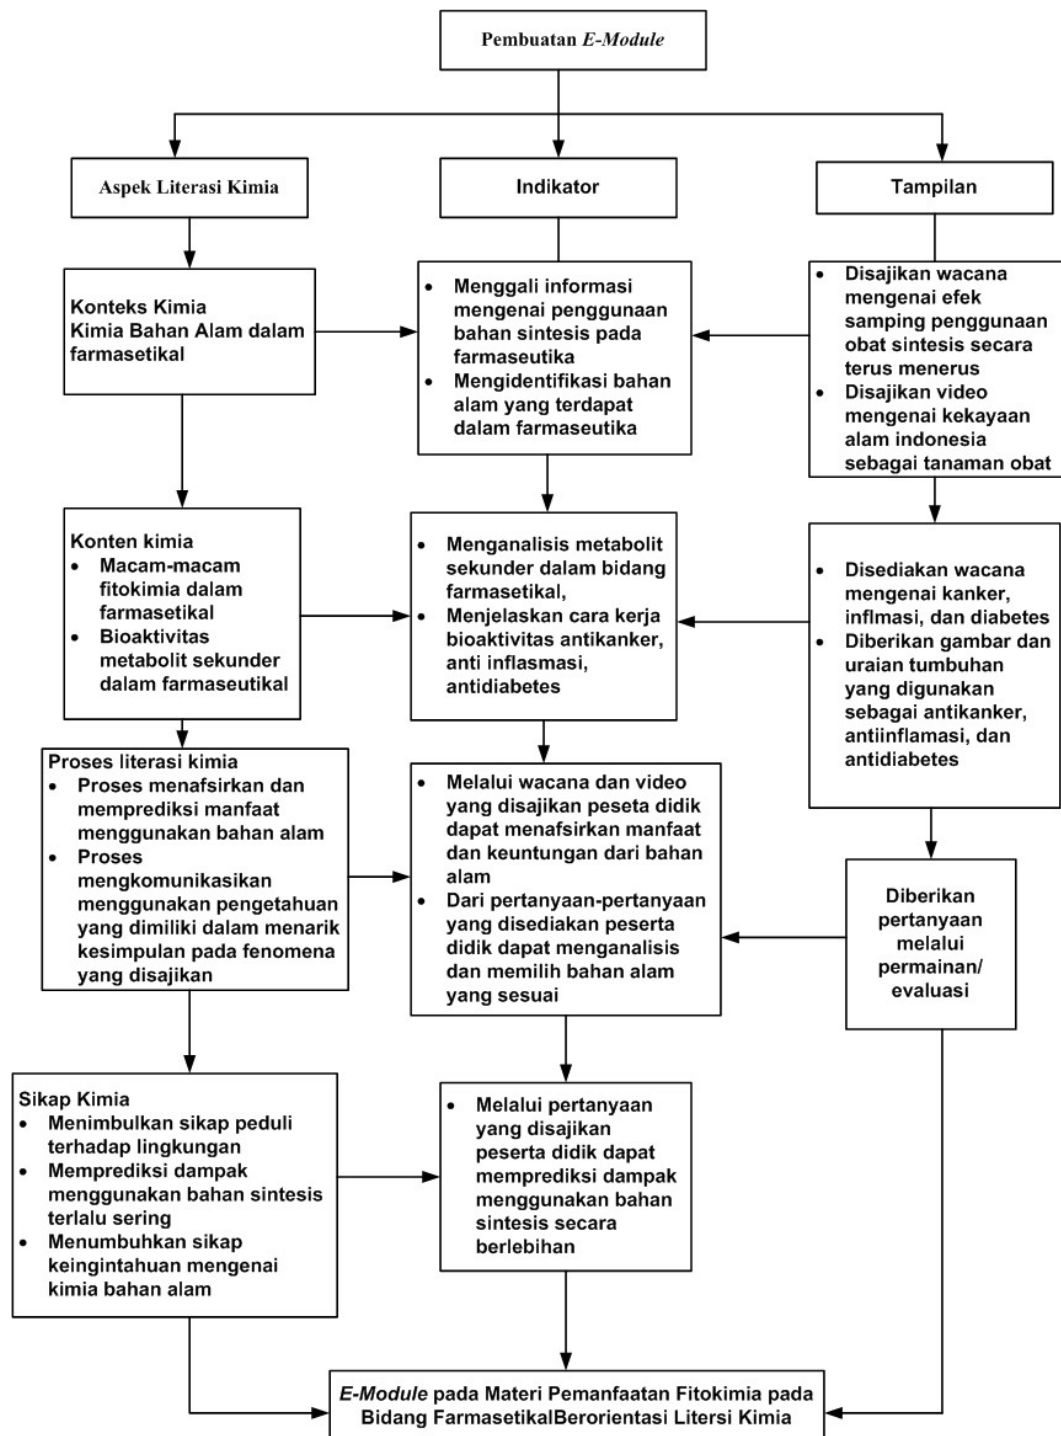 Pembuatan E-Module
Aspek Literasi Kimia
Indikator
Tampilan
Konteks Kimia
Kimia Bahan Alam dalam
farmasetikal
• Menggali informasi
mengenai penggunaan
bahan sintesis pada
farmaseutika
• Mengidentifikasi bahan
alam yang terdapat
dalam farmaseutika
• Disajikan wacana
mengenai efek
samping penggunaan
obat sintesis secara
terus menerus
• Disajikan video
mengenai kekayaan
alam indonesia
sebagai tanaman obat
Konten kimia
• Macam-macam
fitokimia dalam
farmasetikal
• Bioaktivitas
metabolit sekunder
dalam farmaseutikal
• Menganalisis metabolit
sekunder dalam bidang
farmasetikal,
• Menjelaskan cara kerja
bioaktivitas antikanker,
anti inflasmasi,
antidiabetes
• Disediakan wacana
mengenai kanker,
inflmasi, dan diabetes
• Diberikan gambar dan
uraian tumbuhan
yang digunakan
sebagai antikanker,
antiinflamasi, dan
antidiabetes
Proses literasi kimia
• Proses menafsirkan dan
memprediksi manfaat
menggunakan bahan alam
• Proses
mengkomunikasikan
menggunakan pengetahuan
yang dimiliki dalam menarik
kesimpulan pada fenomena
yang disajikan
• Melalui wacana dan video
yang disajikan peseta didik
dapat menafsirkan manfaat
dan keuntungan dari bahan
alam
• Dari pertanyaan-pertanyaan
yang disediakan peserta
didik dapat menganalisis
dan memilih bahan alam
yang sesuai
Diberikan
pertanyaan
melalui
permainan/
evaluasi
Sikap Kimia
• Menimbulkan sikap peduli
terhadap lingkungan
• Memprediksi dampak
menggunakan bahan sintesis
terlalu sering
• Menumbuhkan sikap
keingintahuan mengenai
kimia bahan alam
• Melalui pertanyaan
yang disajikan
peserta didik dapat
memprediksi dampak
menggunakan bahan
sintesis secara
berlebihan
E-Module pada Materi Pemanfaatan Fitokimia pada
Bidang FarmasetikalBerorientasi Litersi Kimia